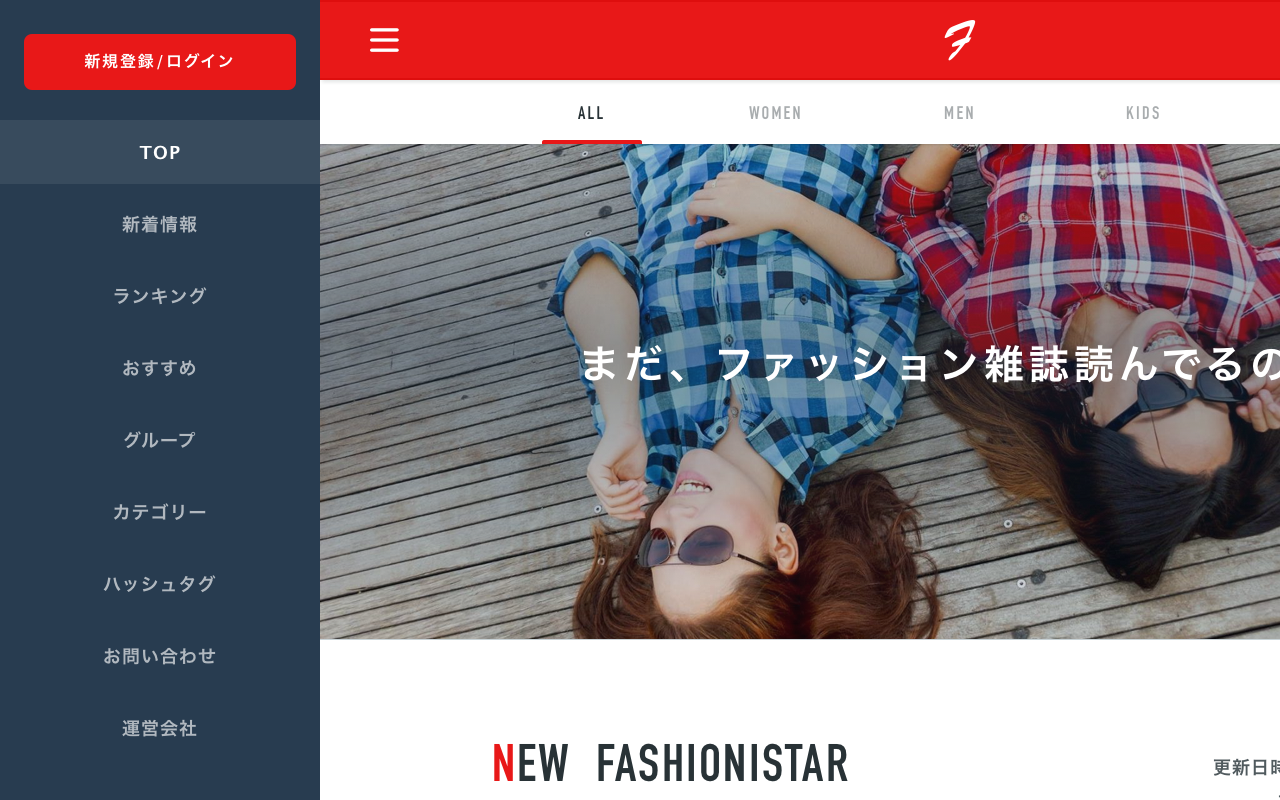 新規登録/ログイン
TOP
新着情報
ランキング
おすすめ
グループ
カテゴリー
ハッシュタグ
お問い合わせ
運営会社
ALL
WOMEN
MEN
KIDS
まだ、ファッション雑誌読んでるの
NEW FASHIONISTAR
更新日時